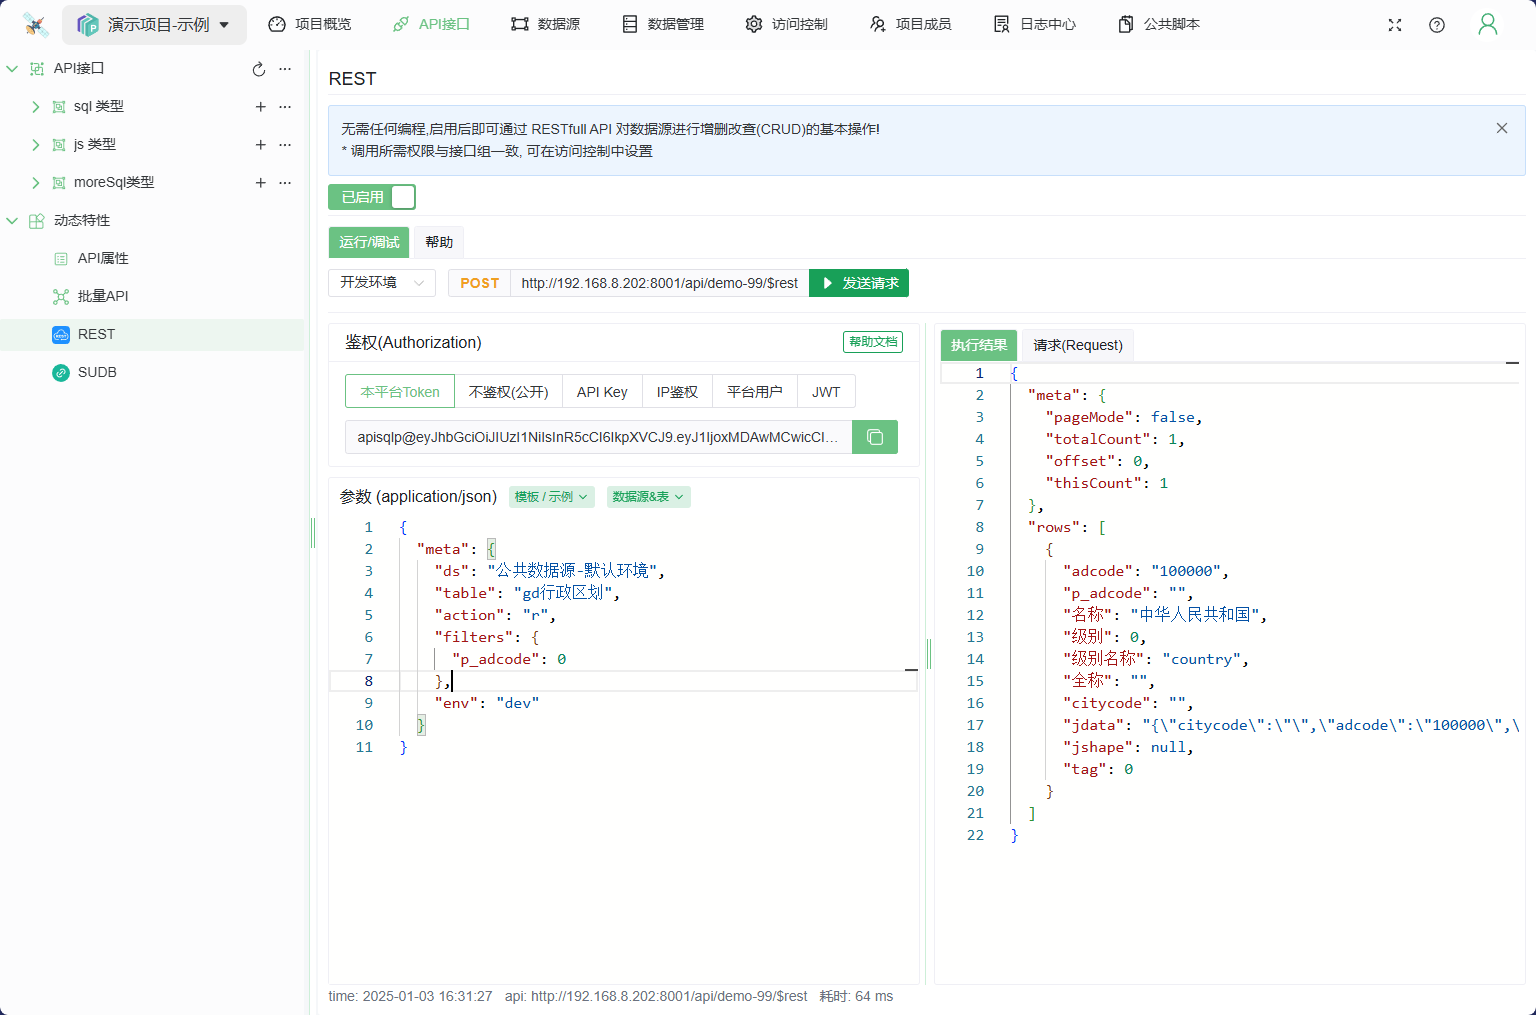 演示项目-示例 项目概览 API接口 数据源 数据管理 访问控制 项目成员 日志中心 公共脚本
API接口
sql 类型
js 类型
moreSql类型
动态特性
API属性
批量API
REST
SUDB
REST
无需任何编程,启用后即可通过 RESTfull API 对数据源进行增删改查(CRUD)的基本操作!
* 调用所需权限与接口组一致, 可在访问控制中设置
已启用
运行/调试 帮助
开发环境 POST http://192.168.8.202:8001/api/demo-99/$rest 发送请求
鉴权(Authorization) 帮助文档
本平台Token 不鉴权(公开) API Key IP鉴权 平台用户 JWT
apisqlp@eyJhbGciOiJIUzI1NiIsInR5cCI6IkpXVCJ9.eyJ1IjoxMDAwMCwicCI...
参数 (application/json) 模板 / 示例 数据源&表
1 {
2 "meta": {
3 "ds": "公共数据源-默认环境",
4 "table": "gd行政区划",
5 "action": "r",
6 "filters": {
7 "p_adcode": 0
8 },
9 "env": "dev"
10 }
11 }
执行结果 请求(Request)
1 {
2 "meta": {
3 "pageMode": false,
4 "totalCount": 1,
5 "offset": 0,
6 "thisCount": 1
7 },
8 "rows": [
9 {
10 "adcode": "100000",
11 "p_adcode": "",
12 "名称": "中华人民共和国",
13 "级别": 0,
14 "级别名称": "country",
15 "全称": "",
16 "citycode": "",
17 "jdata": "{\"citycode\":\"\",\"adcode\":\"100000\",\
18 "jshape": null,
19 "tag": 0
20 }
21 ]
22 }
time: 2025-01-03 16:31:27 api: http://192.168.8.202:8001/api/demo-99/$rest 耗时: 64 ms